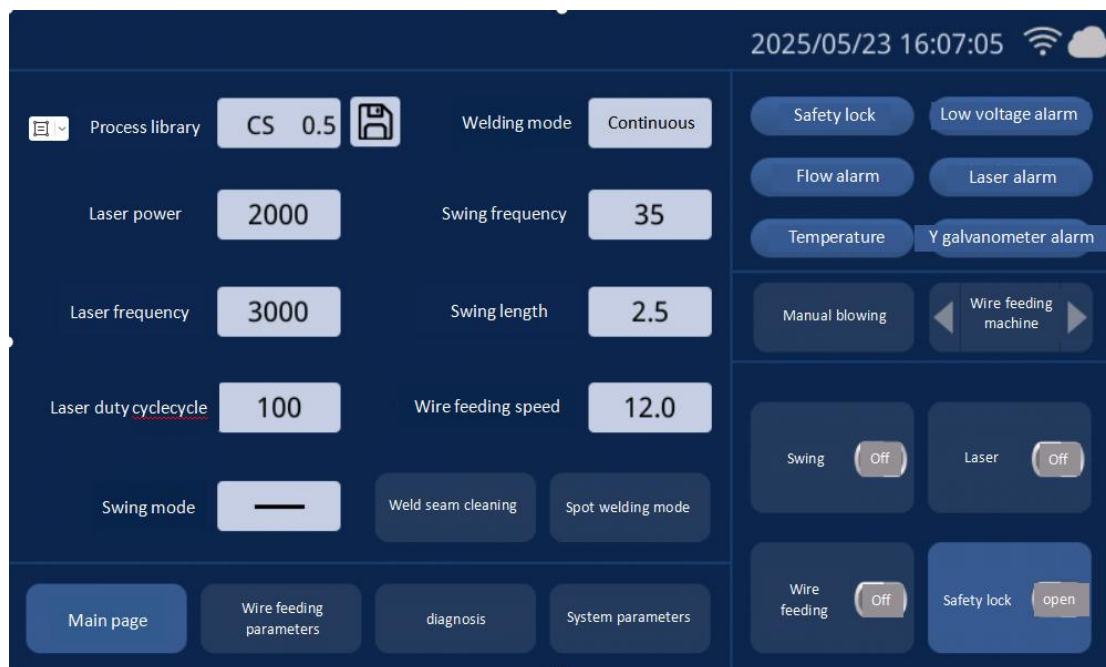 2025/05/23 16:07:05
Process library
CS 0.5
Welding mode
Continuous
Laser power
2000
Swing frequency
35
Laser frequency
3000
Swing length
2.5
Laser duty cyclecycle
100
Wire feeding speed
12.0
Swing mode
Weld seam cleaning
Spot welding mode
Safety lock
Low voltage alarm
Flow alarm
Laser alarm
Temperature
Y galvanometer alarm
Manual blowing
Wire feeding
machine
Swing
Off
Laser
Off
Wire
feeding
Off
Safety lock
open
Main page
Wire feeding
parameters
diagnosis
System parameters